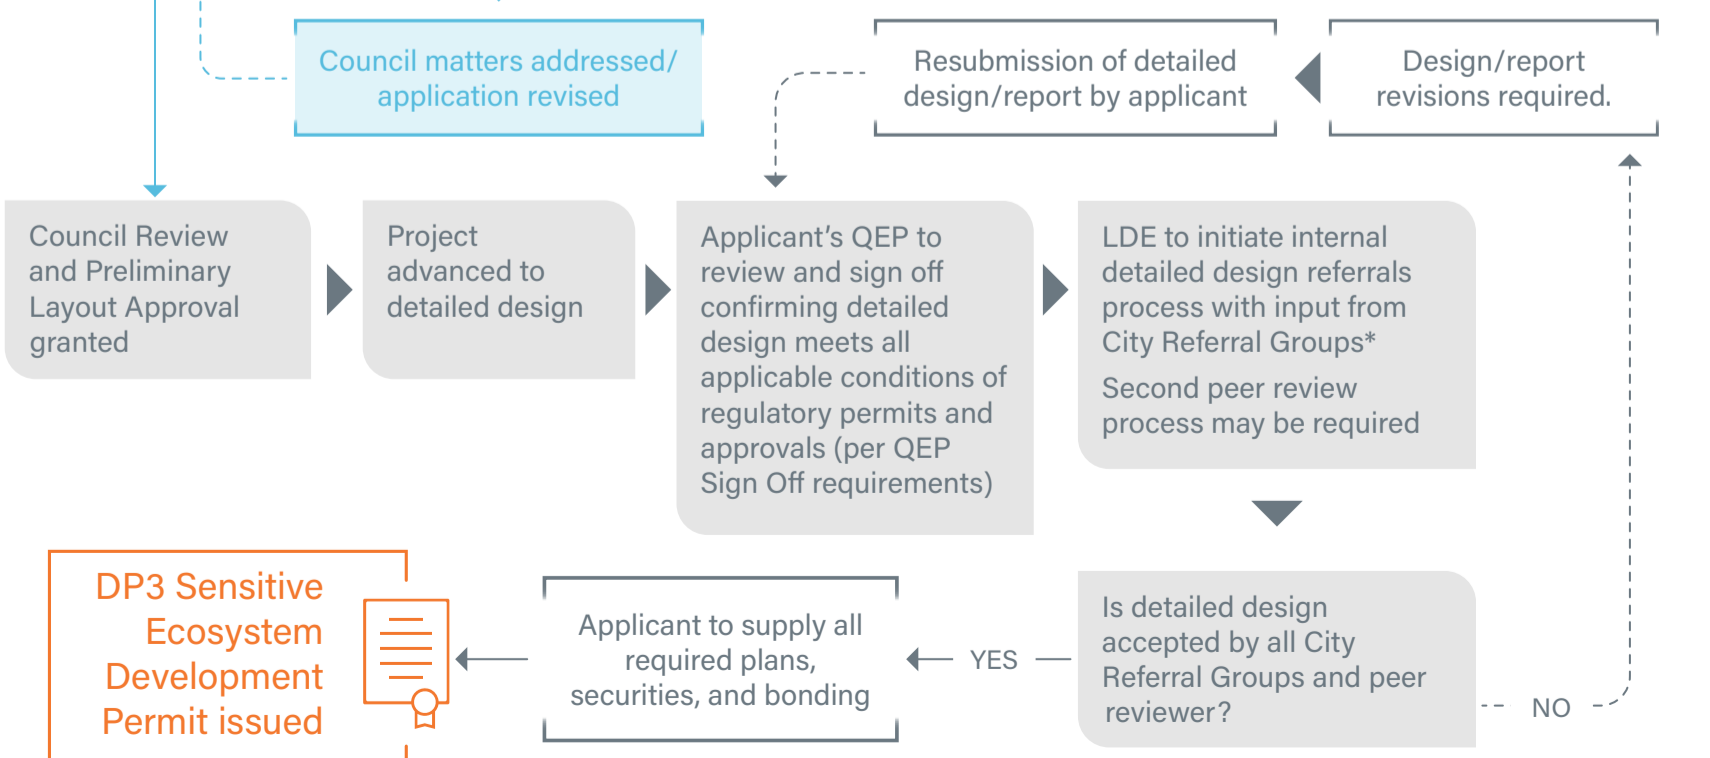 Council matters addressed/
application revised
Resubmission of detailed
design/report by applicant
Design/report
revisions required.
Council Review
and Preliminary
Layout Approval
granted
Project
advanced to
detailed design
Applicant's QEP to
review and sign off
confirming detailed
design meets all
applicable conditions of
regulatory permits and
approvals (per QEP
Sign Off requirements)
LDE to initiate internal
detailed design referrals
process with input from
City Referral Groups*
Second peer review
process may be required
Is detailed design
accepted by all City
Referral Groups and peer
reviewer?
NO
YES
Applicant to supply all
required plans,
securities, and bonding
DP3 Sensitive
Ecosystem
Development
Permit issued